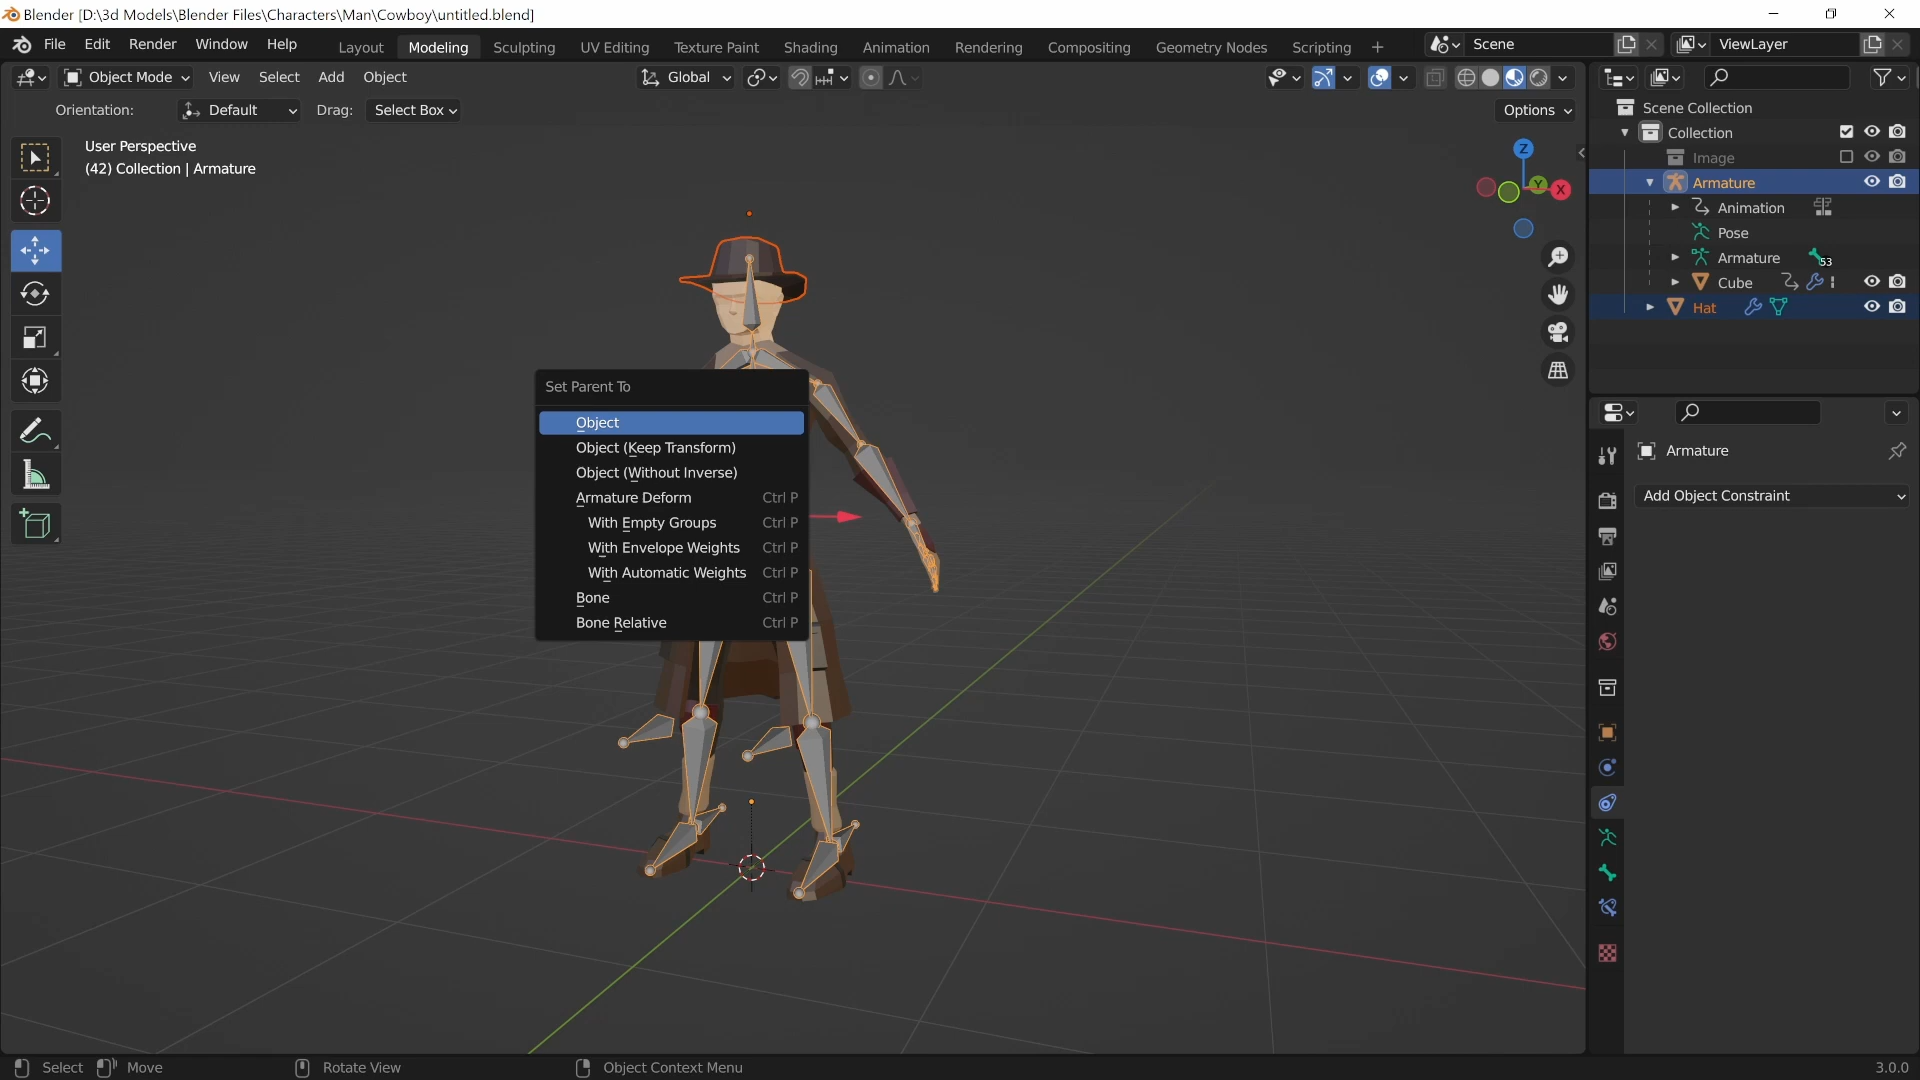 Blender [D:\3d Models\Blender Files\Characters\Man\Cowboy\untitled.blend]
File Edit Render Window Help Layout Modeling Sculpting UV Editing Texture Paint Shading Animation Rendering Compositing Geometry Nodes Scripting + Scene ViewLayer
Object Mode View Select Add Object Global
Orientation: Default Drag: Select Box Options
User Perspective
(42) Collection | Armature
Z
Y
X
Scene Collection
Collection
Image
Armature
Animation
Pose
Armature 53
Cube
Hat
Set Parent To
Object
Object (Keep Transform)
Object (Without Inverse)
Armature Deform Ctrl P
With Empty Groups Ctrl P
With Envelope Weights Ctrl P
With Automatic Weights Ctrl P
Bone Ctrl P
Bone Relative Ctrl P
Armature
Add Object Constraint
Select Move Rotate View Object Context Menu 3.0.0